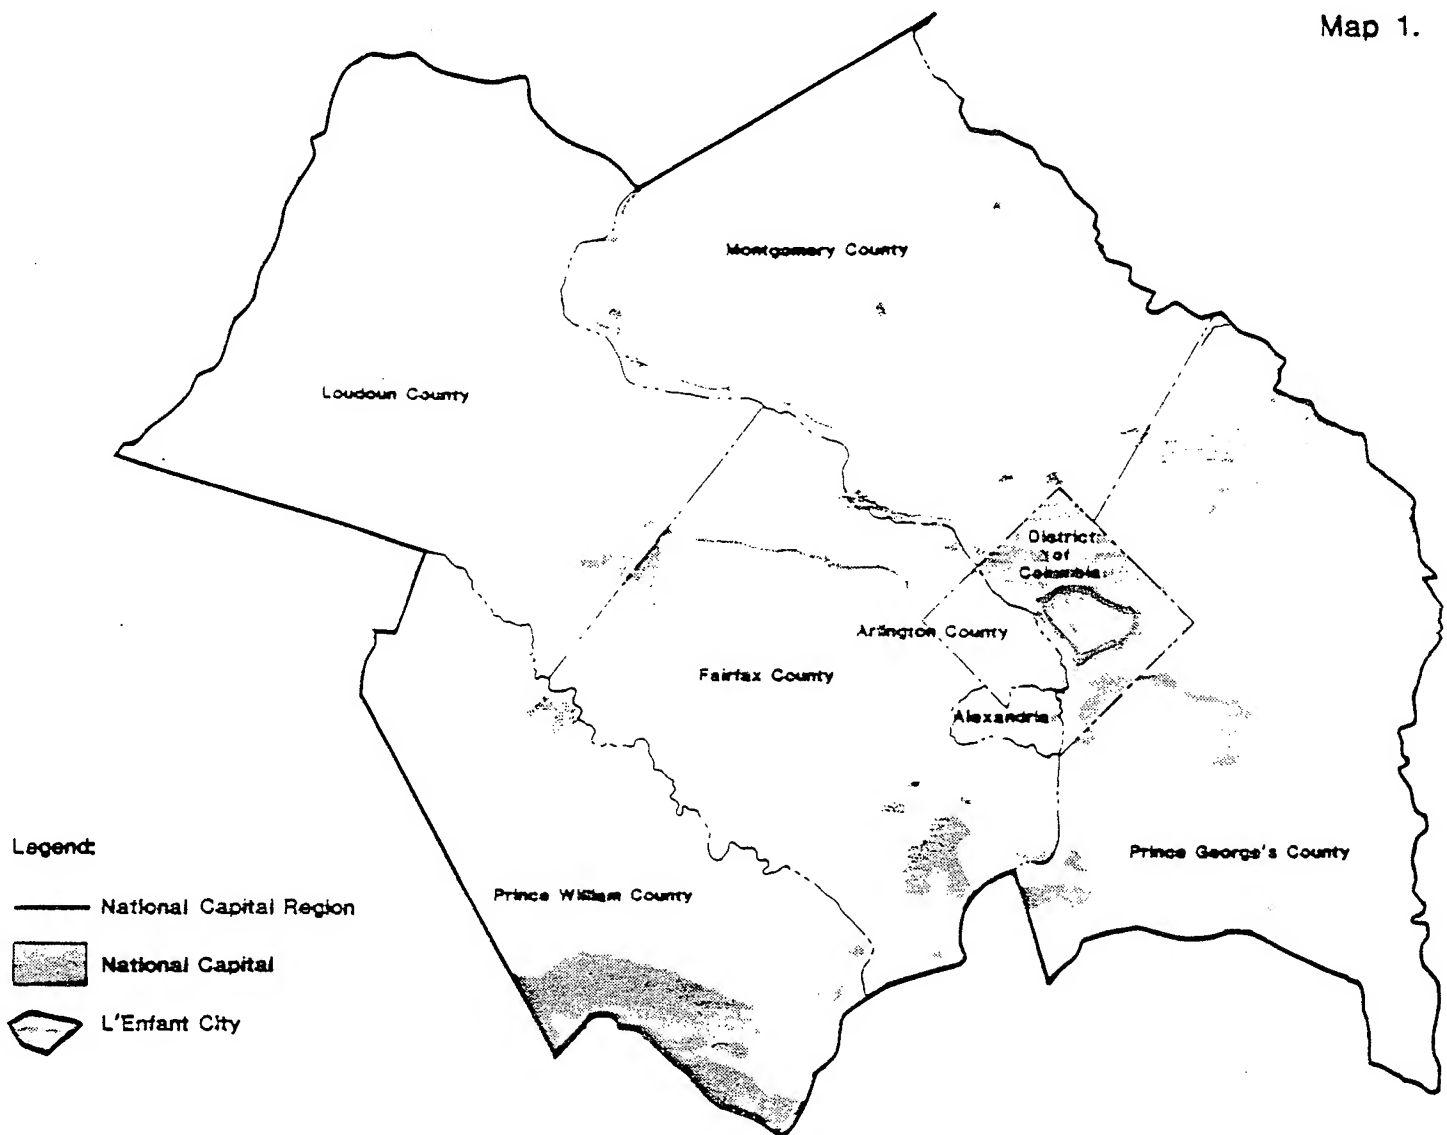 Map 1.
Montgomery County
Loudoun County
District
of
Columbia
Arlington County
Fairfax County
Alexandria
Prince George's County
Prince William County
Legend:
National Capital Region
National Capital
L'Enfant City